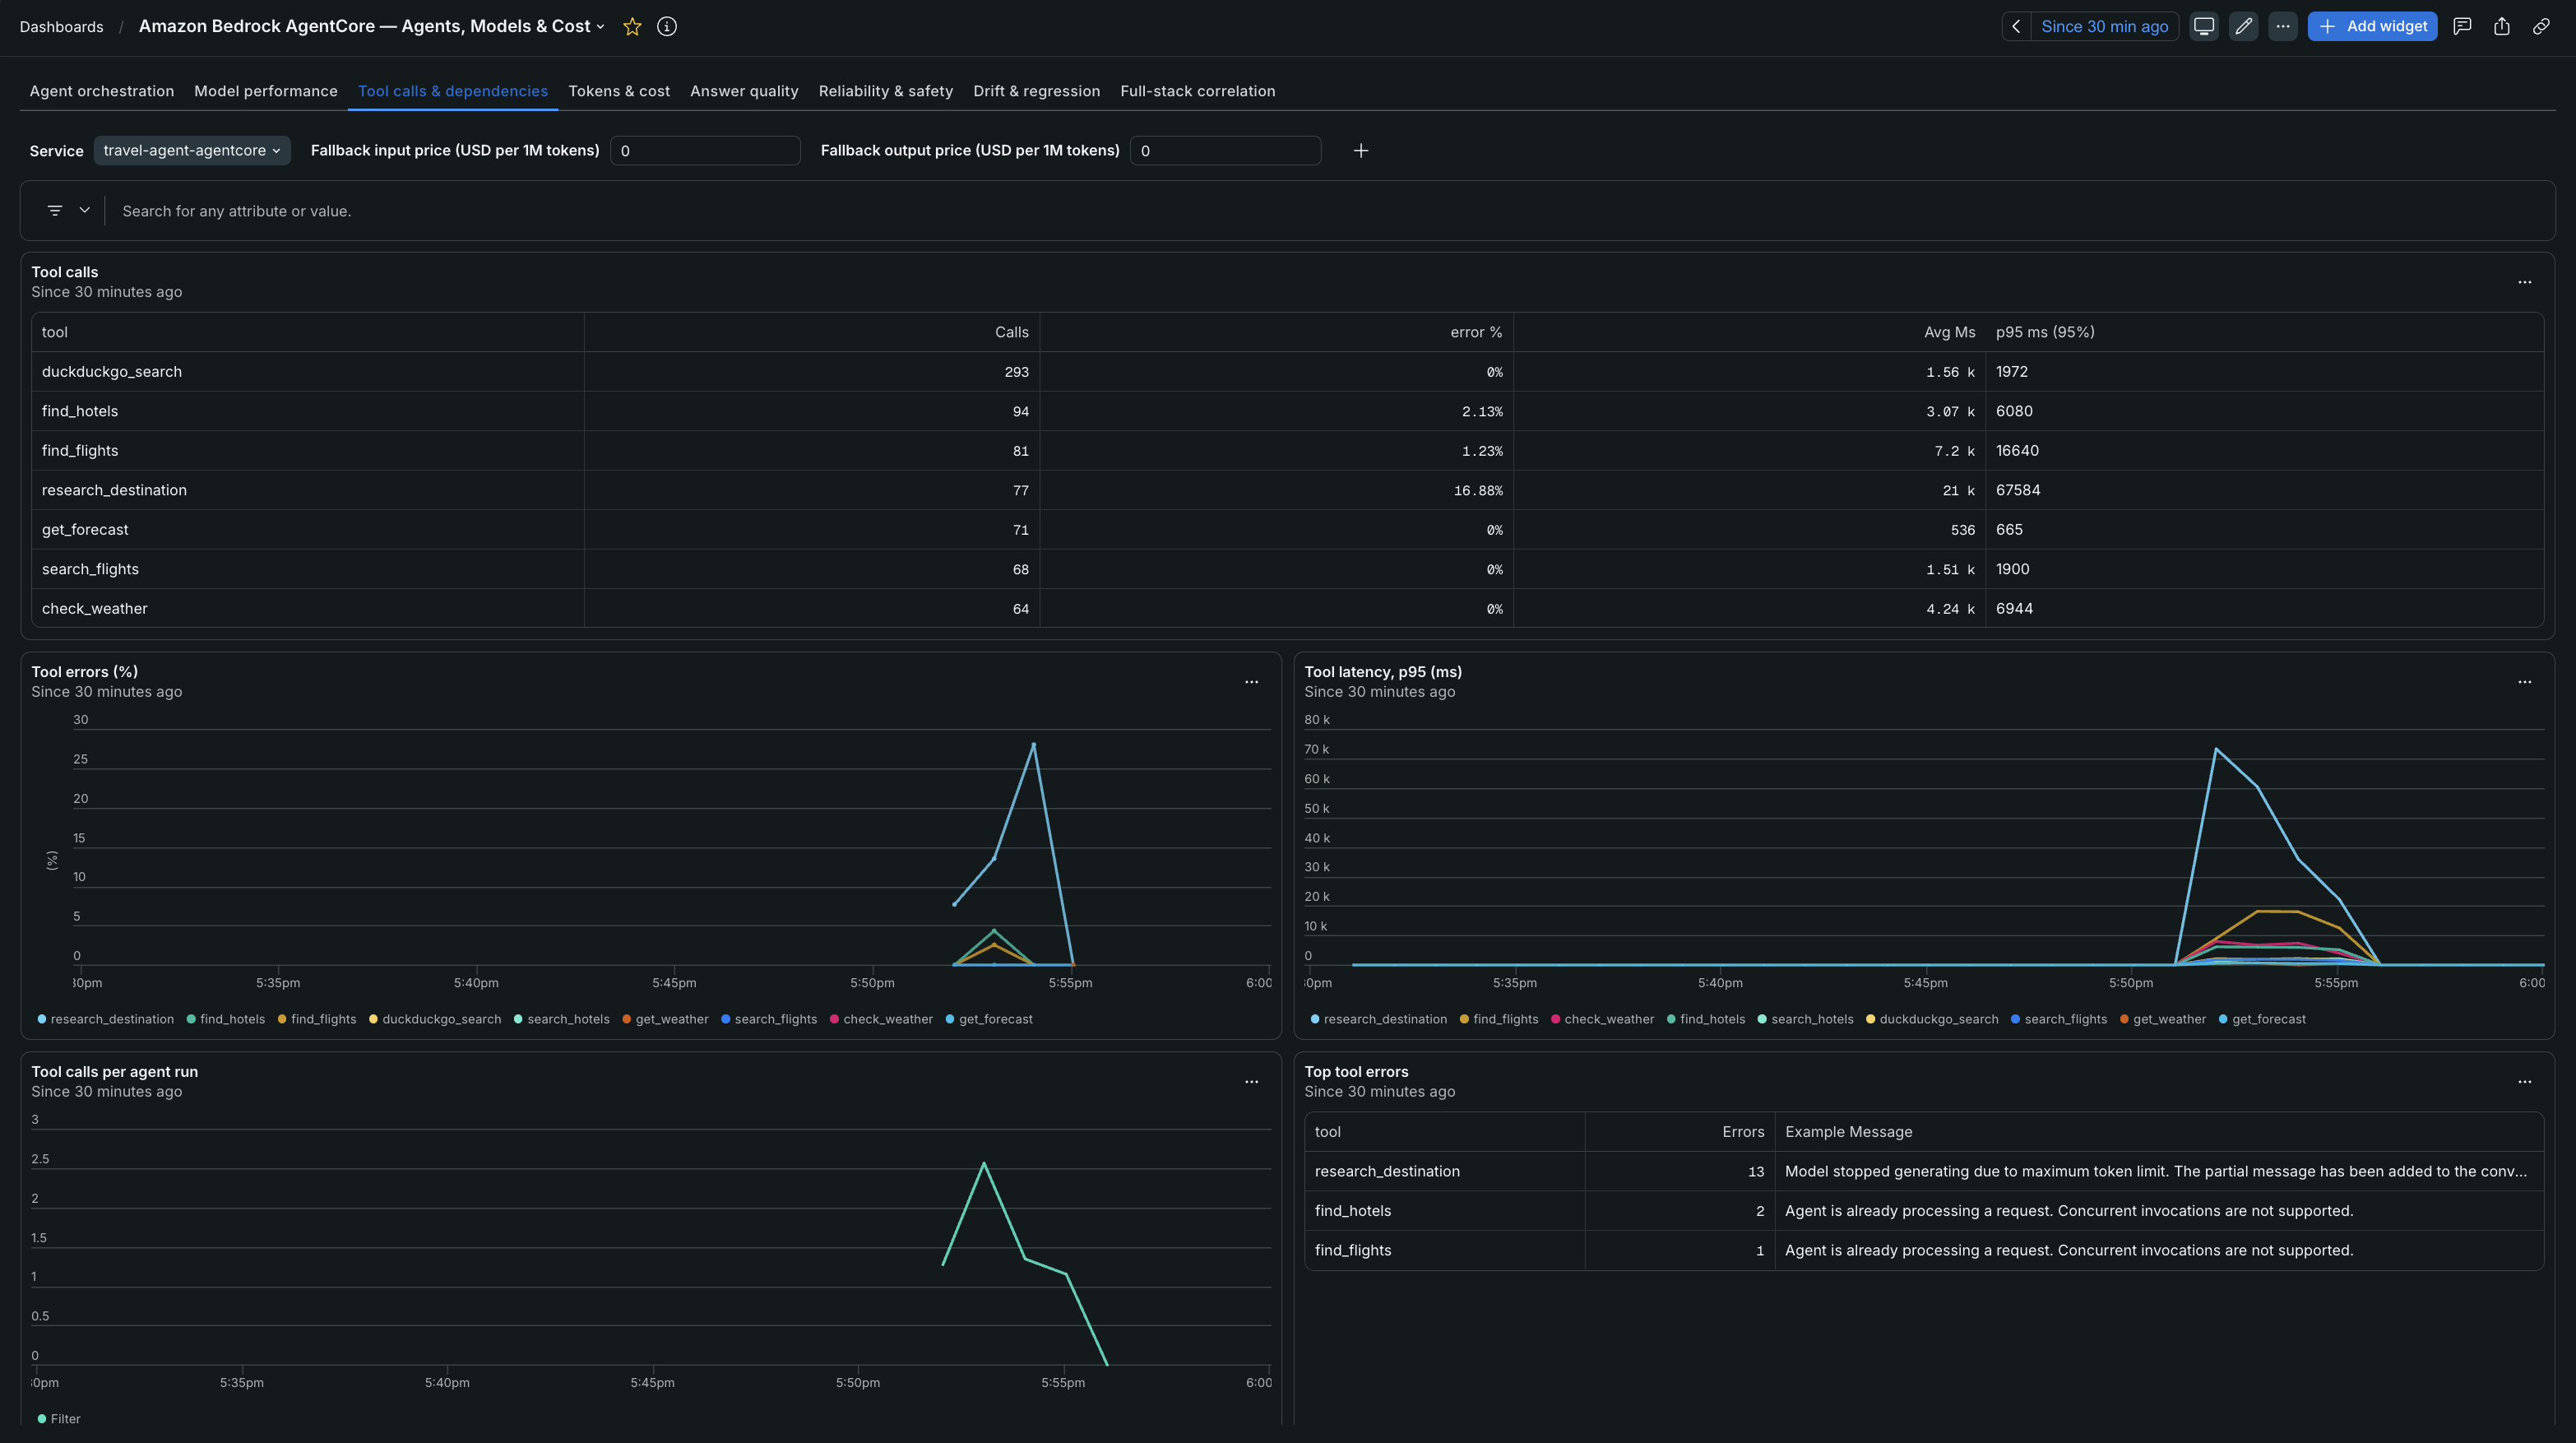 Dashboards / Amazon Bedrock AgentCore — Agents, Models & Cost
Since 30 min ago
Add widget
Agent orchestration Model performance Tool calls & dependencies Tokens & cost Answer quality Reliability & safety Drift & regression Full-stack correlation
Service travel-agent-agentcore Fallback input price (USD per 1M tokens) 0 Fallback output price (USD per 1M tokens) 0
Search for any attribute or value.
Tool calls
Since 30 minutes ago
tool Calls error % Avg Ms p95 ms (95%)
duckduckgo_search 293 0% 1.56 k 1972
find_hotels 94 2.13% 3.07 k 6080
find_flights 81 1.23% 7.2 k 16640
research_destination 77 16.88% 21 k 67584
get_forecast 71 0% 536 665
search_flights 68 0% 1.51 k 1900
check_weather 64 0% 4.24 k 6944
Tool errors (%)
Since 30 minutes ago
30
25
20
15
10
5
0
(%)
:0pm 5:35pm 5:40pm 5:45pm 5:50pm 5:55pm 6:00
research_destination find_hotels find_flights duckduckgo_search search_hotels get_weather search_flights check_weather get_forecast
Tool latency, p95 (ms)
Since 30 minutes ago
80 k
70 k
60 k
50 k
40 k
30 k
20 k
10 k
0
:0pm 5:35pm 5:40pm 5:45pm 5:50pm 5:55pm 6:00
research_destination find_flights check_weather find_hotels search_hotels duckduckgo_search search_flights get_weather get_forecast
Tool calls per agent run
Since 30 minutes ago
3
2.5
2
1.5
1
0.5
0
:0pm 5:35pm 5:40pm 5:45pm 5:50pm 5:55pm 6:00
Filter
Top tool errors
Since 30 minutes ago
tool Errors Example Message
research_destination 13 Model stopped generating due to maximum token limit. The partial message has been added to the conv...
find_hotels 2 Agent is already processing a request. Concurrent invocations are not supported.
find_flights 1 Agent is already processing a request. Concurrent invocations are not supported.